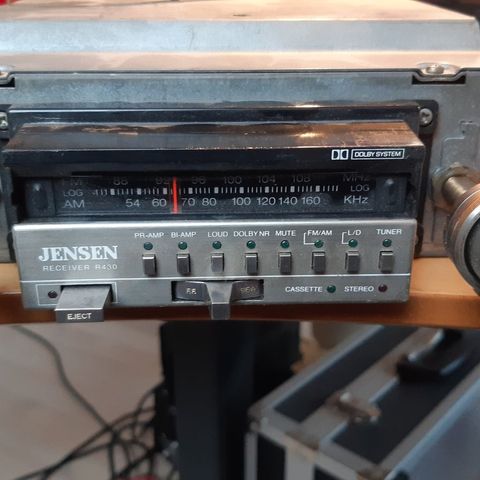 DOLBY SYSTEM
FM 88 92 96 100 104 108 MHz
LOG LOG
AM 54 60 70 80 100 120 140 160 KHz
JENSEN
RECEIVER R430
PR-AMP BI-AMP LOUD DOLBY NR MUTE FM/AM L/D TUNER
EJECT
CASSETTE STEREO